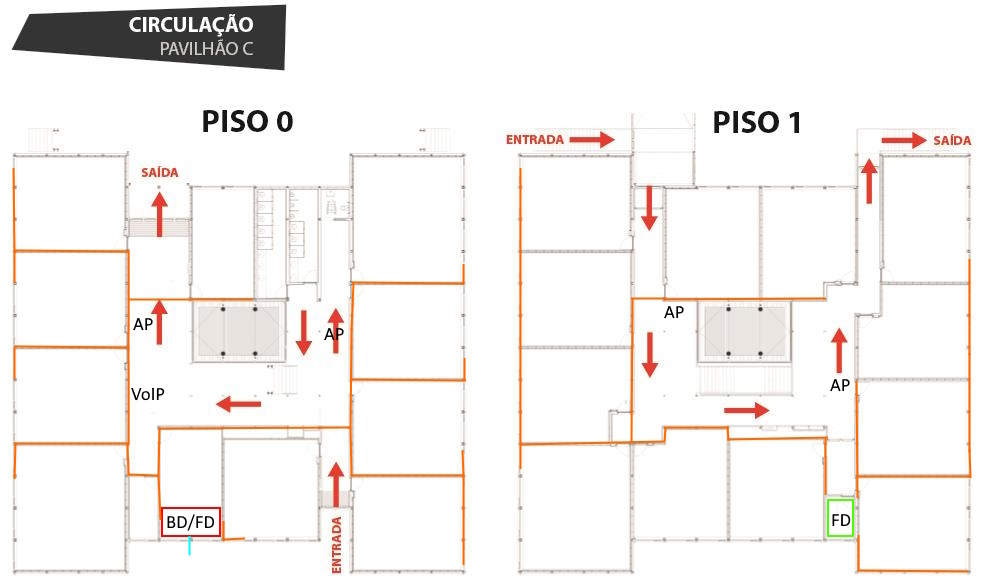 CIRCULAÇÃO
PAVILHÃO C
PISO 0
PISO 1
SAÍDA
AP
AP
VoIP
BD/FD
ENTRADA
ENTRADA
SAÍDA
AP
AP
FD